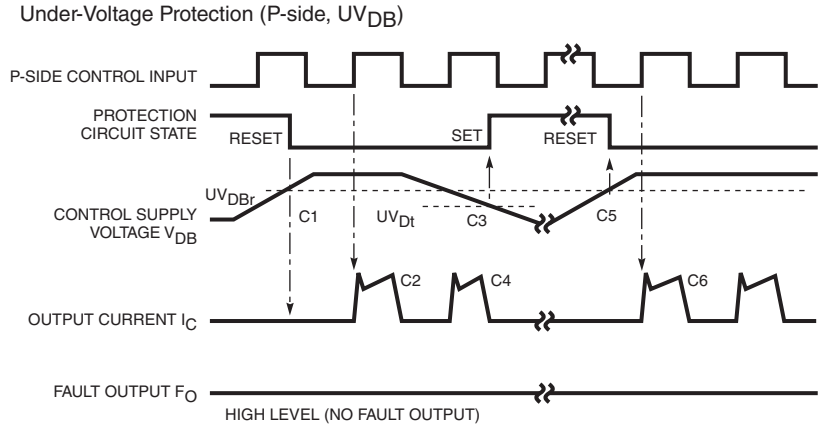 Under-Voltage Protection (P-side, UVDB)
P-SIDE CONTROL INPUT
PROTECTION
CIRCUIT STATE
RESET
SET
RESET
UVDBr
C1
UVDt
C3
C5
CONTROL SUPPLY
VOLTAGE VDB
C2
C4
C6
OUTPUT CURRENT IC
FAULT OUTPUT FO
HIGH LEVEL (NO FAULT OUTPUT)